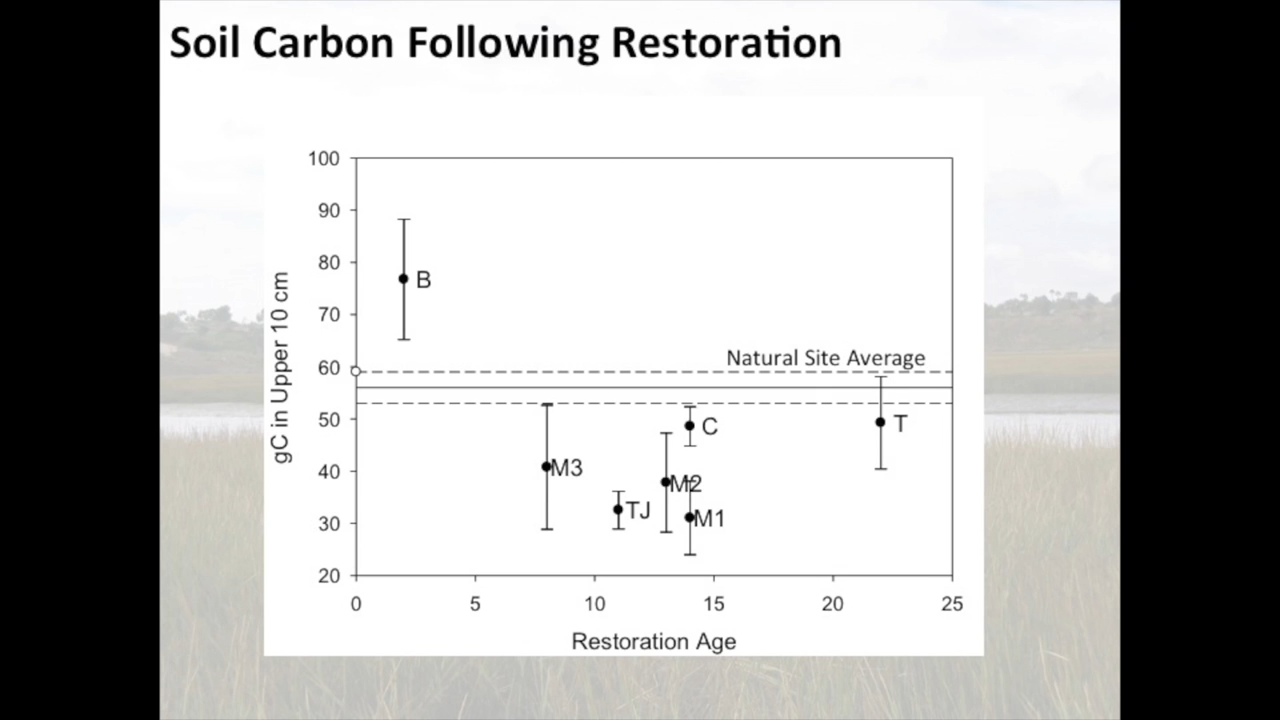 Soil Carbon Following Restoration
100
90
80
70
60
50
40
30
20
gC in Upper 10 cm
B
Natural Site Average
C
T
M3
M2
TJ
M1
0 5 10 15 20 25
Restoration Age